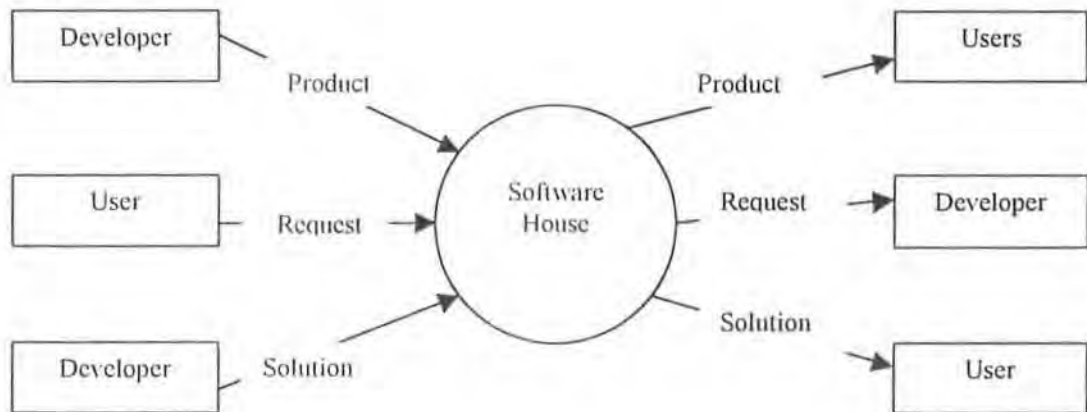 Developer
Users
Product
Product
User
Request
Software
House
Request
Developer
Developer
Solution
Solution
User